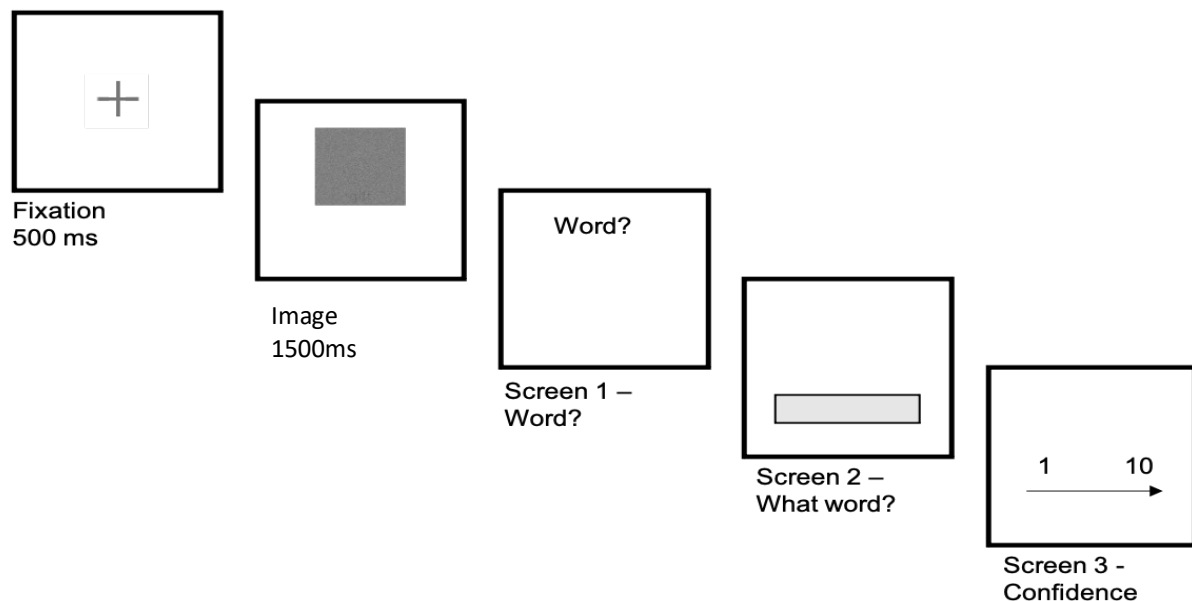 Fixation
500 ms
Image
1500ms
Word?
Screen 1 –
Word?
Screen 2 –
What word?
1 10
Screen 3 -
Confidence